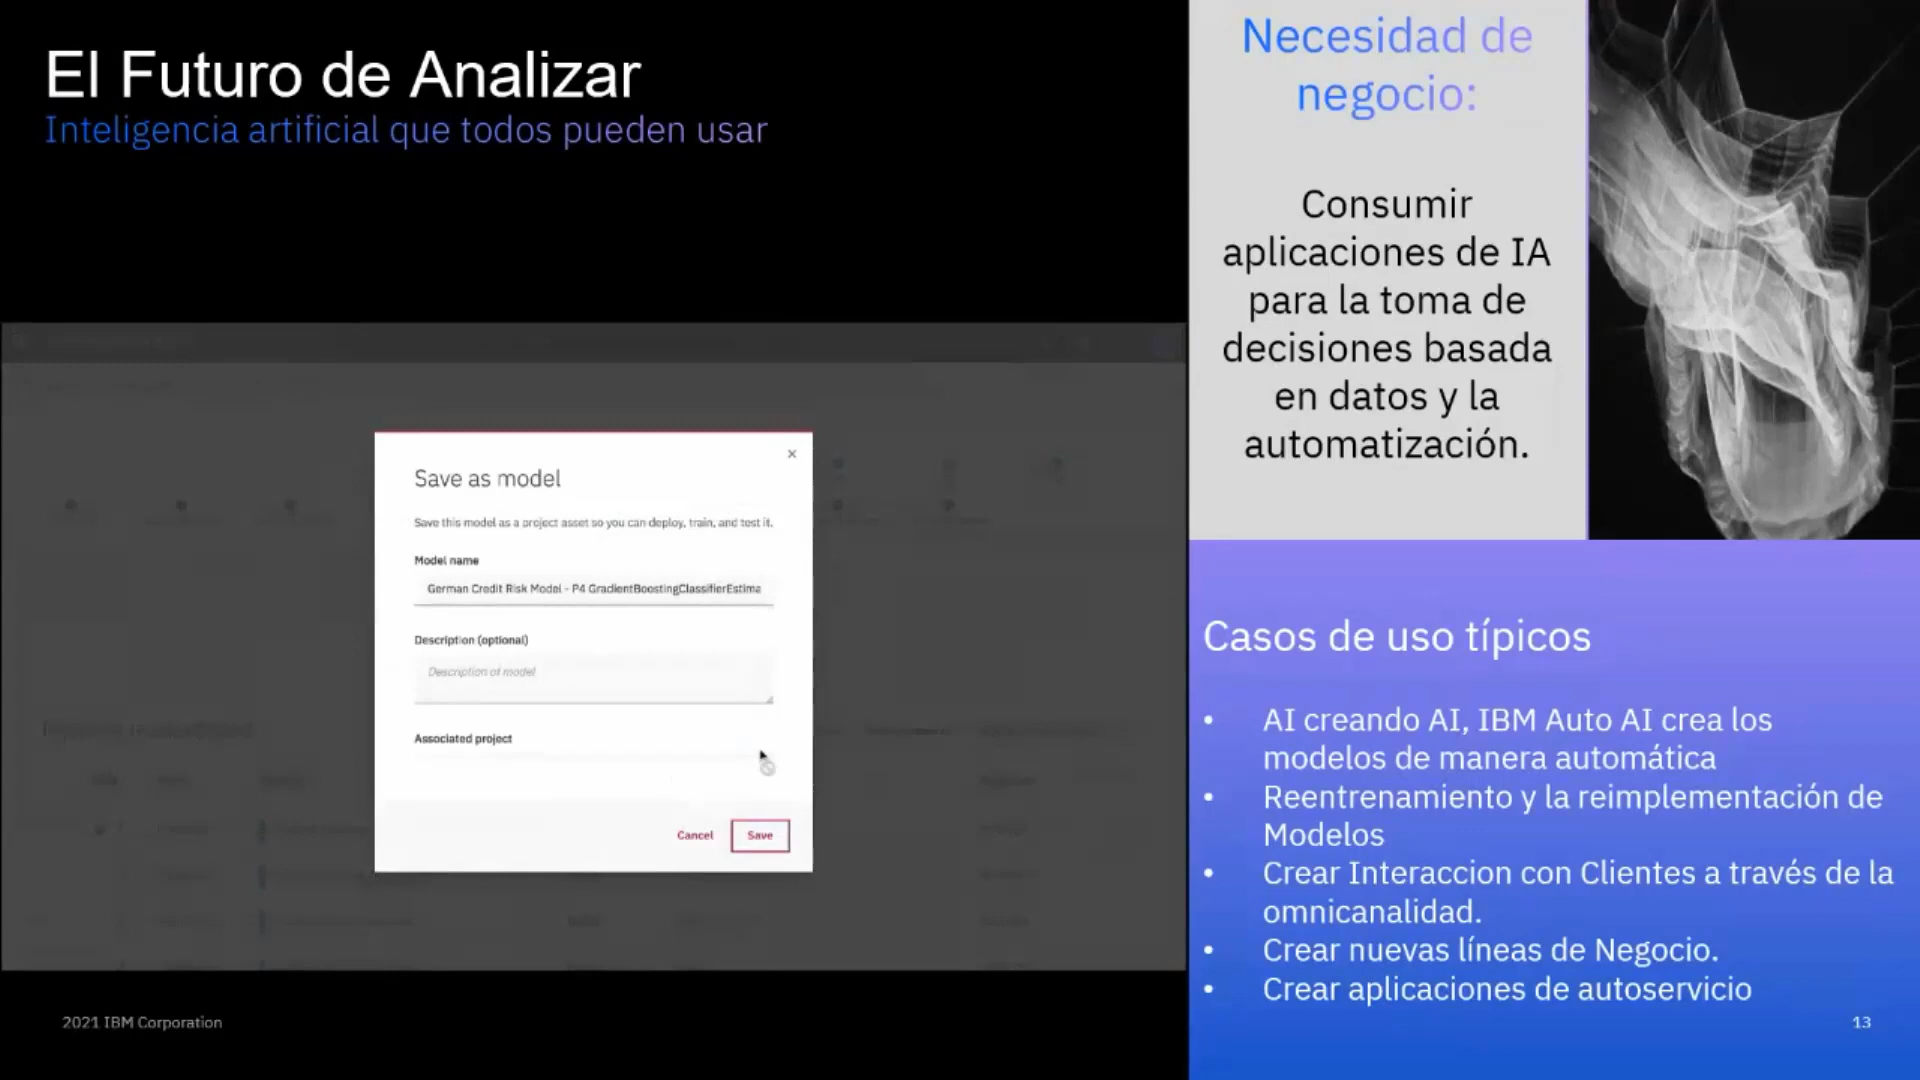 El Futuro de Analizar
Inteligencia artificial que todos pueden usar
Save as model
Save this model as a project asset so you can deploy, train, and test it.
Model name
German Credit Risk Model - P4 GradientBoostingClassifierEstima
Description (optional)
Description of model
Associated project
Cancel
Save
2021 IBM Corporation
Necesidad de
negocio:
Consumir
aplicaciones de IA
para la toma de
decisiones basada
en datos y la
automatización.
Casos de uso típicos
• AI creando AI, IBM Auto AI crea los
modelos de manera automática
• Reentrenamiento y la reimplementación de
Modelos
• Crear Interaccion con Clientes a través de la
omnicanalidad.
• Crear nuevas líneas de Negocio.
• Crear aplicaciones de autoservicio
13